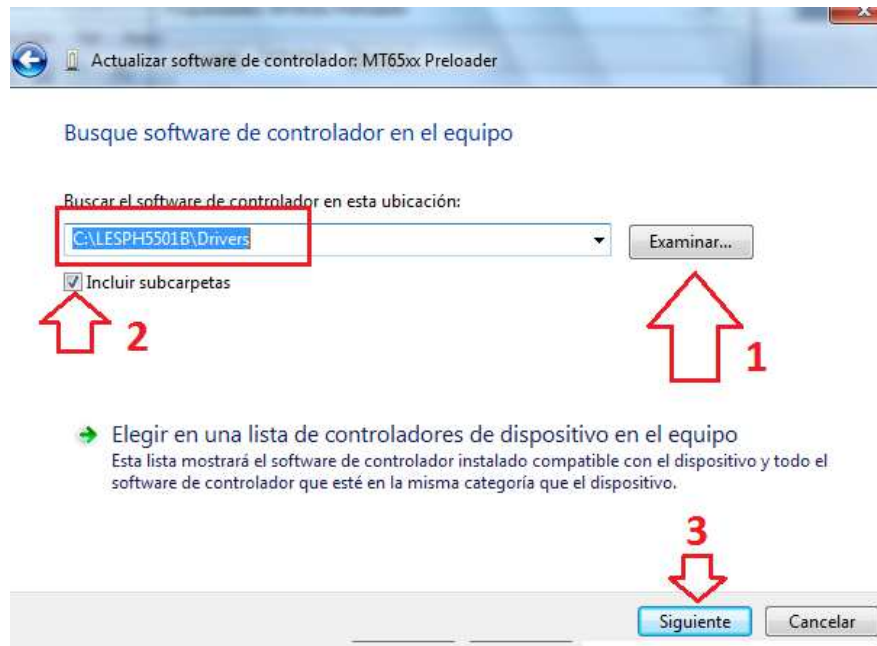 Actualizar software de controlador: MT65xx Preloader
Busque software de controlador en el equipo
Buscar el software de controlador en esta ubicación:
C:\LESPH5501B\Drivers
Examinar...
Incluir subcarpetas
2
1
Elegir en una lista de controladores de dispositivo en el equipo
Esta lista mostrará el software de controlador instalado compatible con el dispositivo y todo el
software de controlador que esté en la misma categoría que el dispositivo.
3
Siguiente
Cancelar